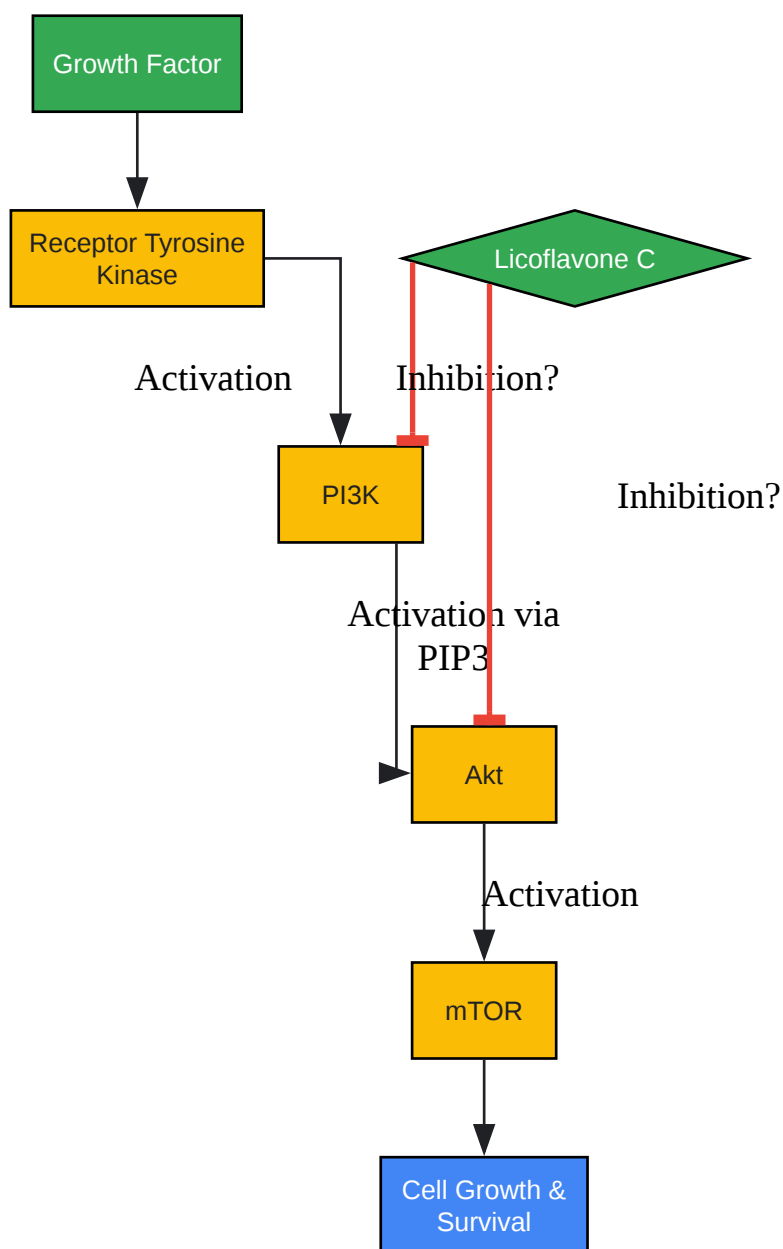 Growth Factor
Receptor Tyrosine
Kinase
Licoflavone C
Activation
Inhibition?
PI3K
Inhibition?
Activation via
PIP3
Akt
Activation
mTOR
Cell Growth &
Survival